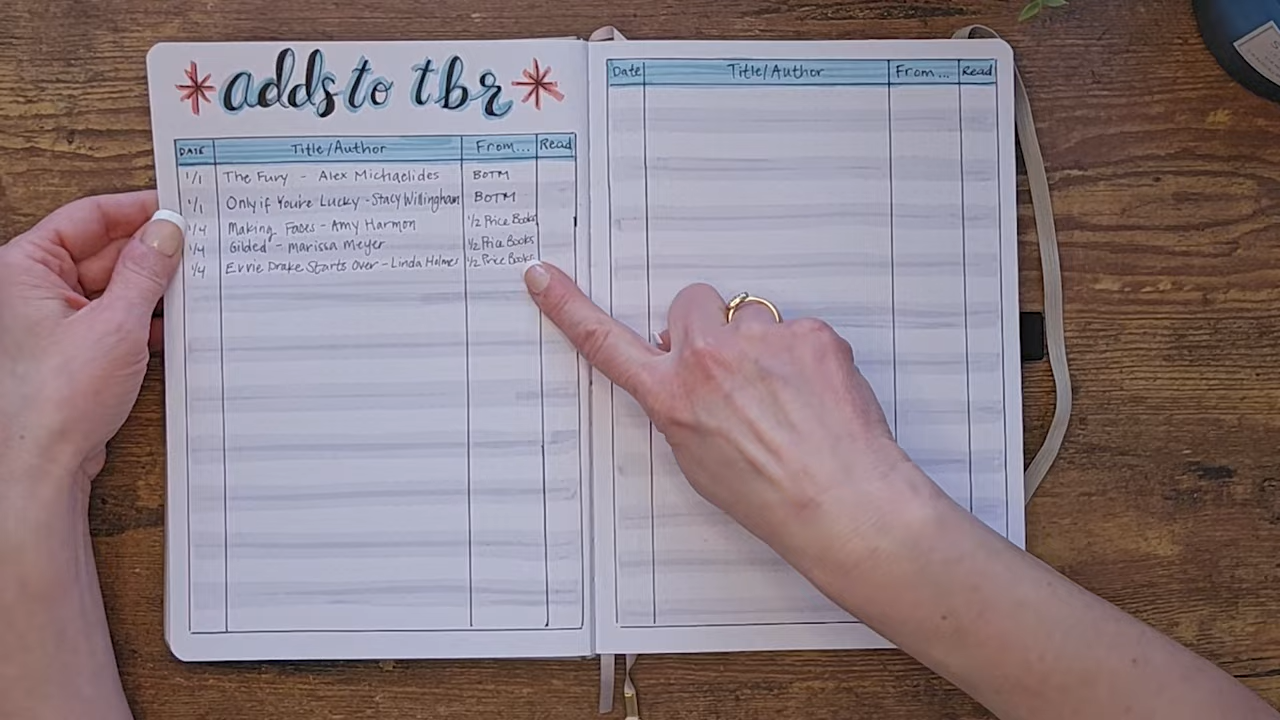 adds to tbr
DATE Title/Author From... Read
1/1 The Fury - Alex Michaelides BOTM
1/1 Only if You're Lucky - Stacy Willingham BOTM
1/4 Making Faces - Amy Harmon 1/2 Price Books
1/4 Gilded - Marissa Meyer 1/2 Price Books
1/4 Evvie Drake Starts Over - Linda Holmes 1/2 Price Books
Date Title/Author From... Read